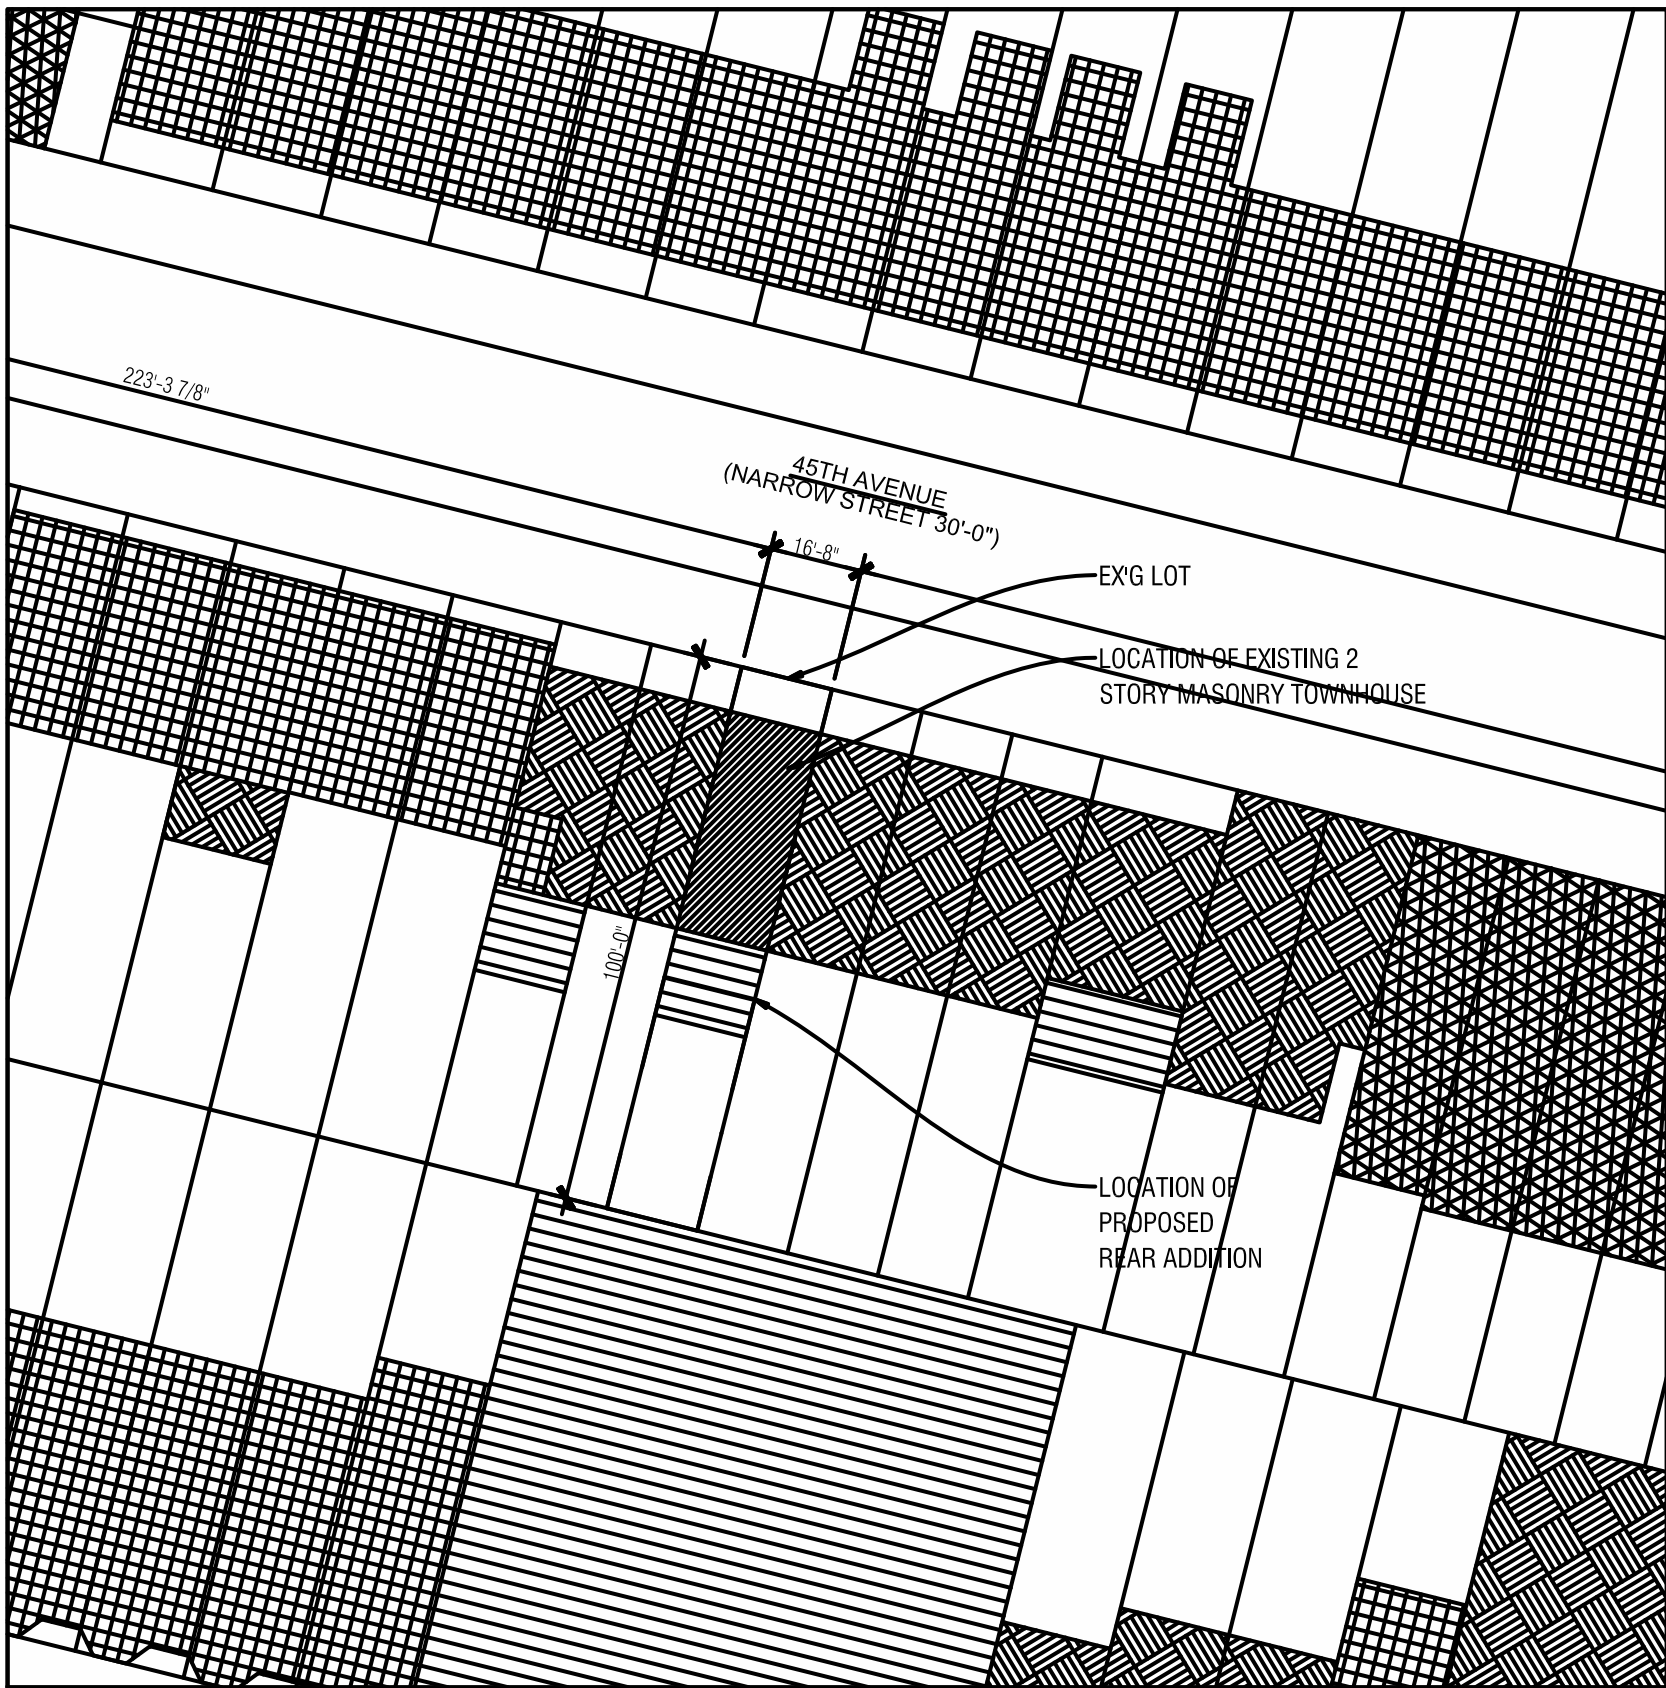 223'-3 7/8"
45TH AVENUE
(NARROW STREET 30'-0")
16'-8"
EX'G LOT
LOCATION OF EXISTING 2
STORY MASONRY TOWNHOUSE
100'-0"
LOCATION OF
PROPOSED
REAR ADDITION